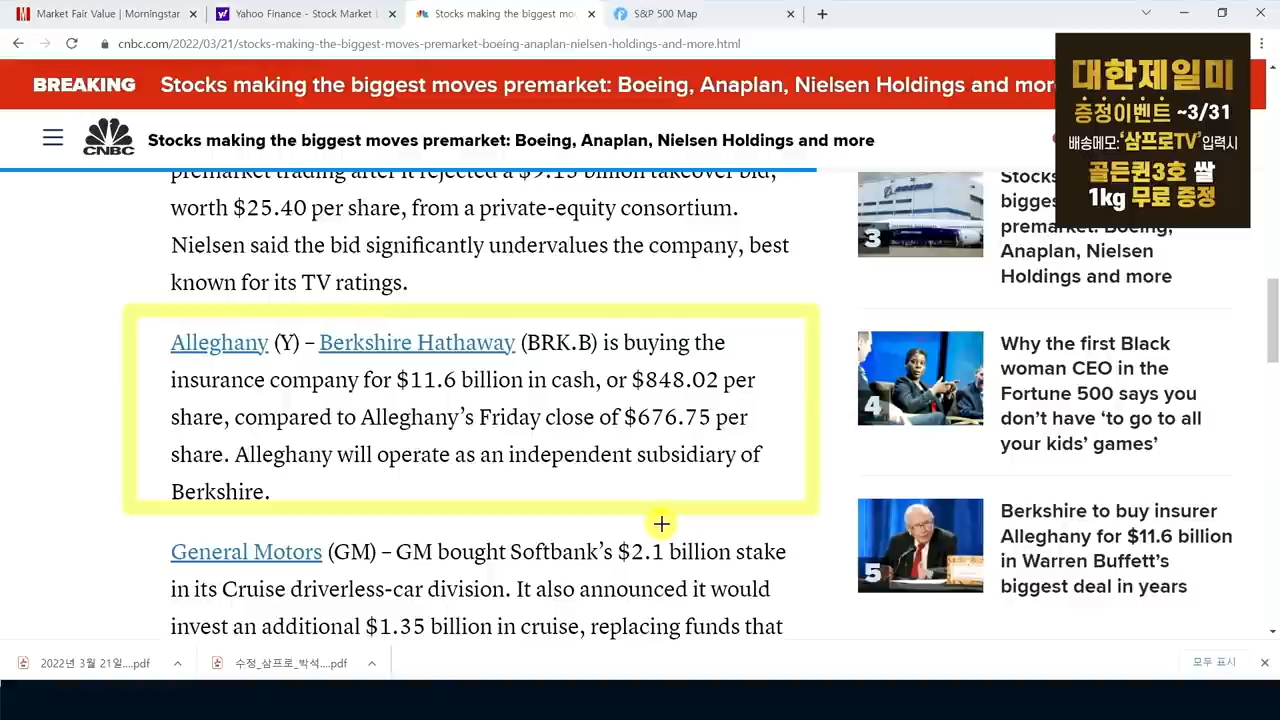 Market Fair Value | Morningstar
Yahoo Finance - Stock Market L
Stocks making the biggest mo
S&P 500 Map
cnbc.com/2022/03/21/stocks-making-the-biggest-moves-premarket-boeing-anaplan-nielsen-holdings-and-more.html
BREAKING
Stocks making the biggest moves premarket: Boeing, Anaplan, Nielsen Holdings and mor
CNBC
Stocks making the biggest moves premarket: Boeing, Anaplan, Nielsen Holdings and more
대한제일미
증정이벤트 ~3/31
배송메모:'삼프로TV'입력시
골든퀸3호 쌀
1kg 무료 증정
premarket trading after it rejected a $9.13 billion takeover bid,
worth $25.40 per share, from a private-equity consortium.
Nielsen said the bid significantly undervalues the company, best
known for its TV ratings.
Alleghany (Y) – Berkshire Hathaway (BRK.B) is buying the
insurance company for $11.6 billion in cash, or $848.02 per
share, compared to Alleghany's Friday close of $676.75 per
share. Alleghany will operate as an independent subsidiary of
Berkshire.
General Motors (GM) – GM bought Softbank's $2.1 billion stake
in its Cruise driverless-car division. It also announced it would
invest an additional $1.35 billion in cruise, replacing funds that
3
Stocks
bigges
premarket: Boeing,
Anaplan, Nielsen
Holdings and more
4
Why the first Black
woman CEO in the
Fortune 500 says you
don't have 'to go to all
your kids' games'
5
Berkshire to buy insurer
Alleghany for $11.6 billion
in Warren Buffett's
biggest deal in years
2022년 3월 21일....pdf
수정_삼프로_박석....pdf
모두 표시